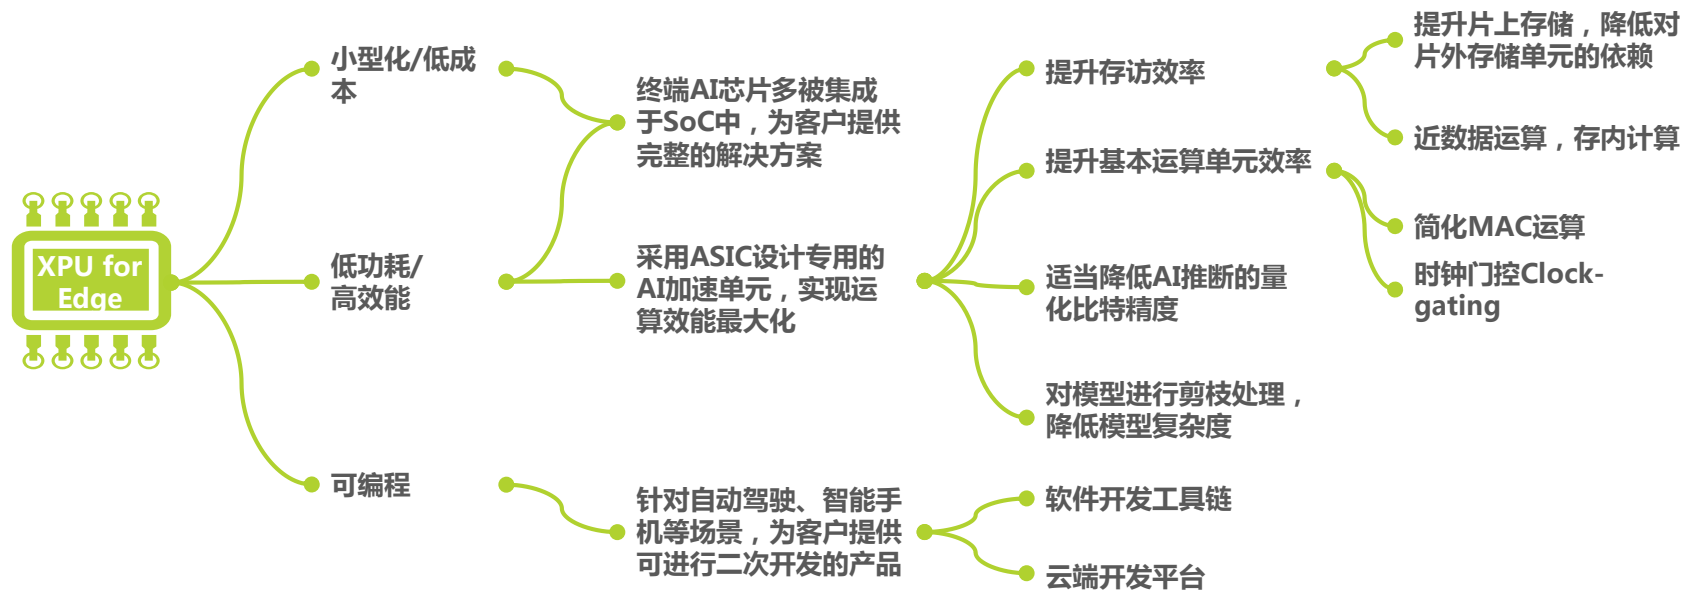 XPU for
Edge
小型化/低成
本
低功耗/
高效能
可编程
终端AI芯片多被集成
于SoC中，为客户提供
完整的解决方案
采用ASIC设计专用的
AI加速单元，实现运
算效能最大化
针对自动驾驶、智能手
机等场景，为客户提供
可进行二次开发的产品
提升存访效率
提升基本运算单元效率
适当降低AI推断的量
化比特精度
对模型进行剪枝处理，
降低模型复杂度
软件开发工具链
云端开发平台
提升片上存储，降低对
片外存储单元的依赖
近数据运算，存内计算
简化MAC运算
时钟门控Clock-
gating